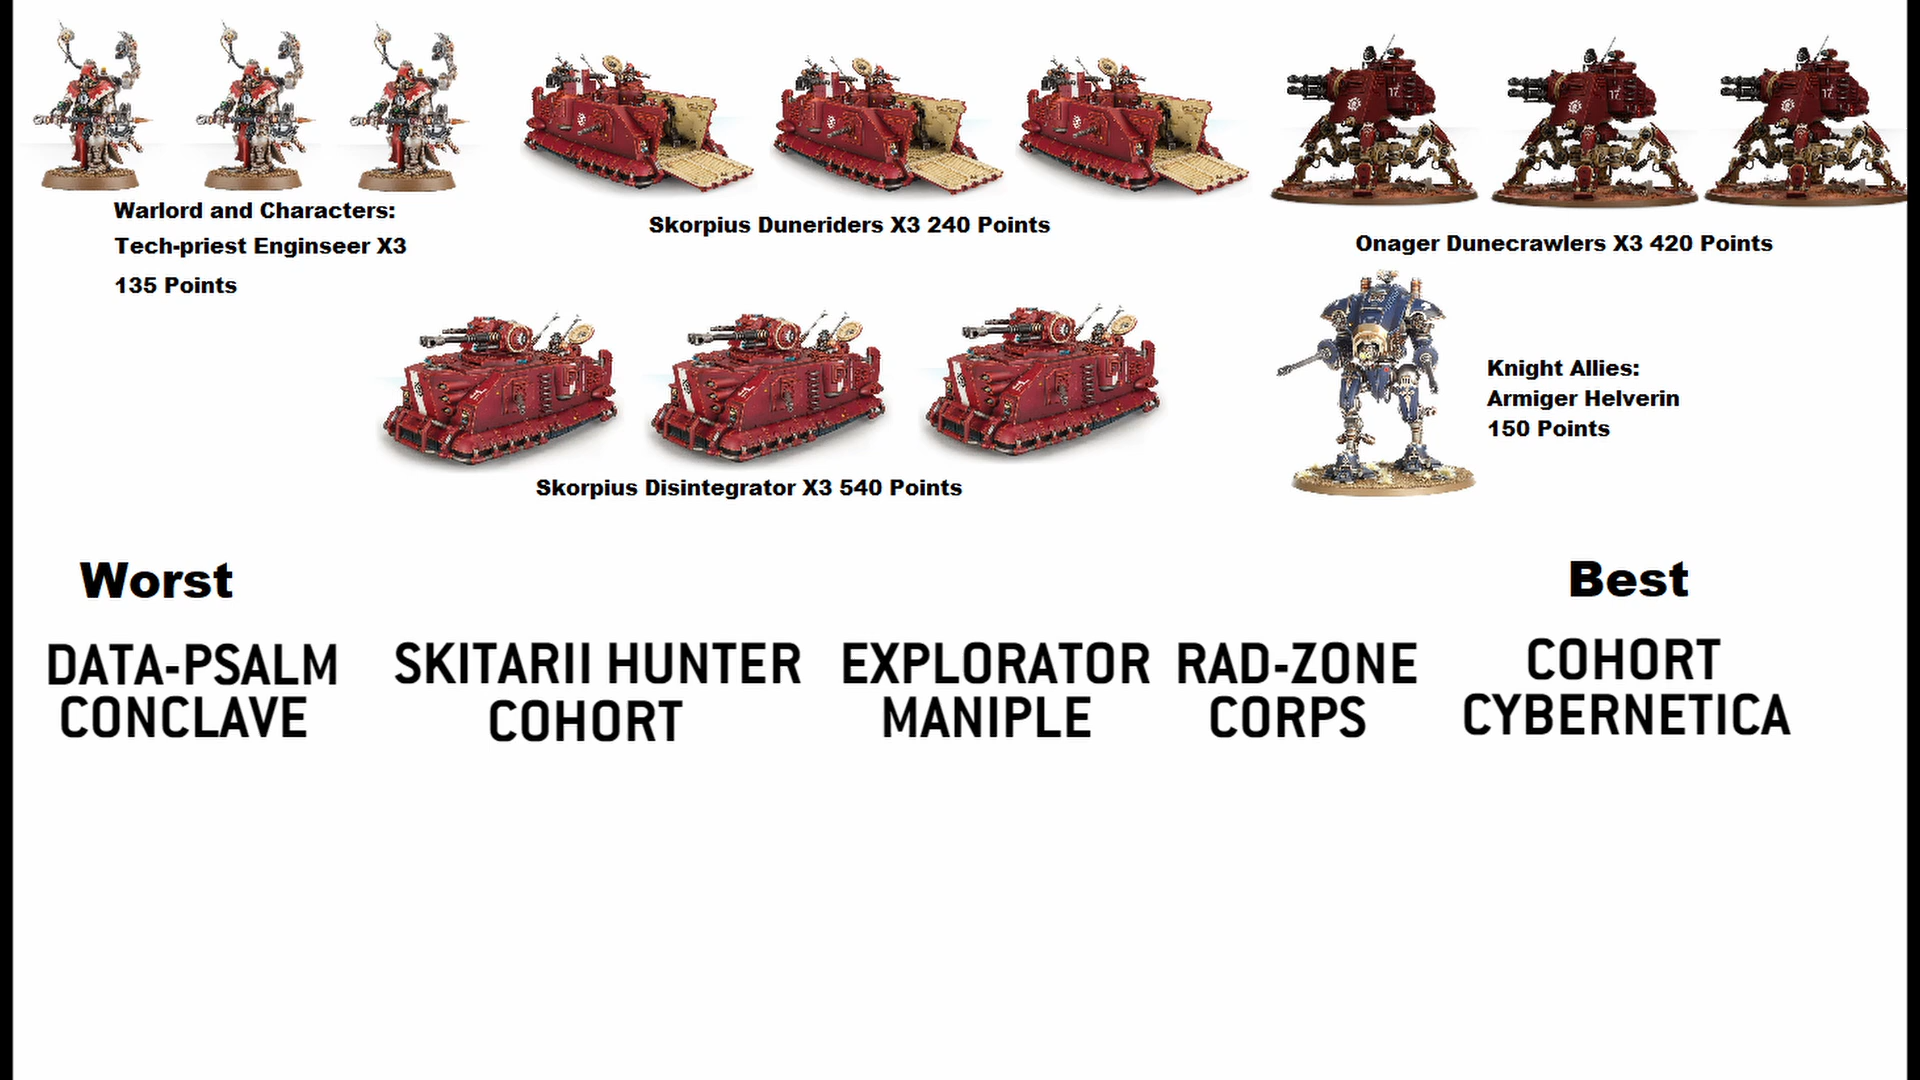 Warlord and Characters:
Tech-priest Enginseer X3
135 Points
Skorpius Duneriders X3 240 Points
Onager Dunecrawlers X3 420 Points
Skorpius Disintegrator X3 540 Points
Knight Allies:
Armiger Helverin
150 Points
Worst
Best
DATA-PSALM
CONCLAVE
SKITARII HUNTER
COHORT
EXPLORATOR
MANIPLE
RAD-ZONE
CORPS
COHORT
CYBERNETICA